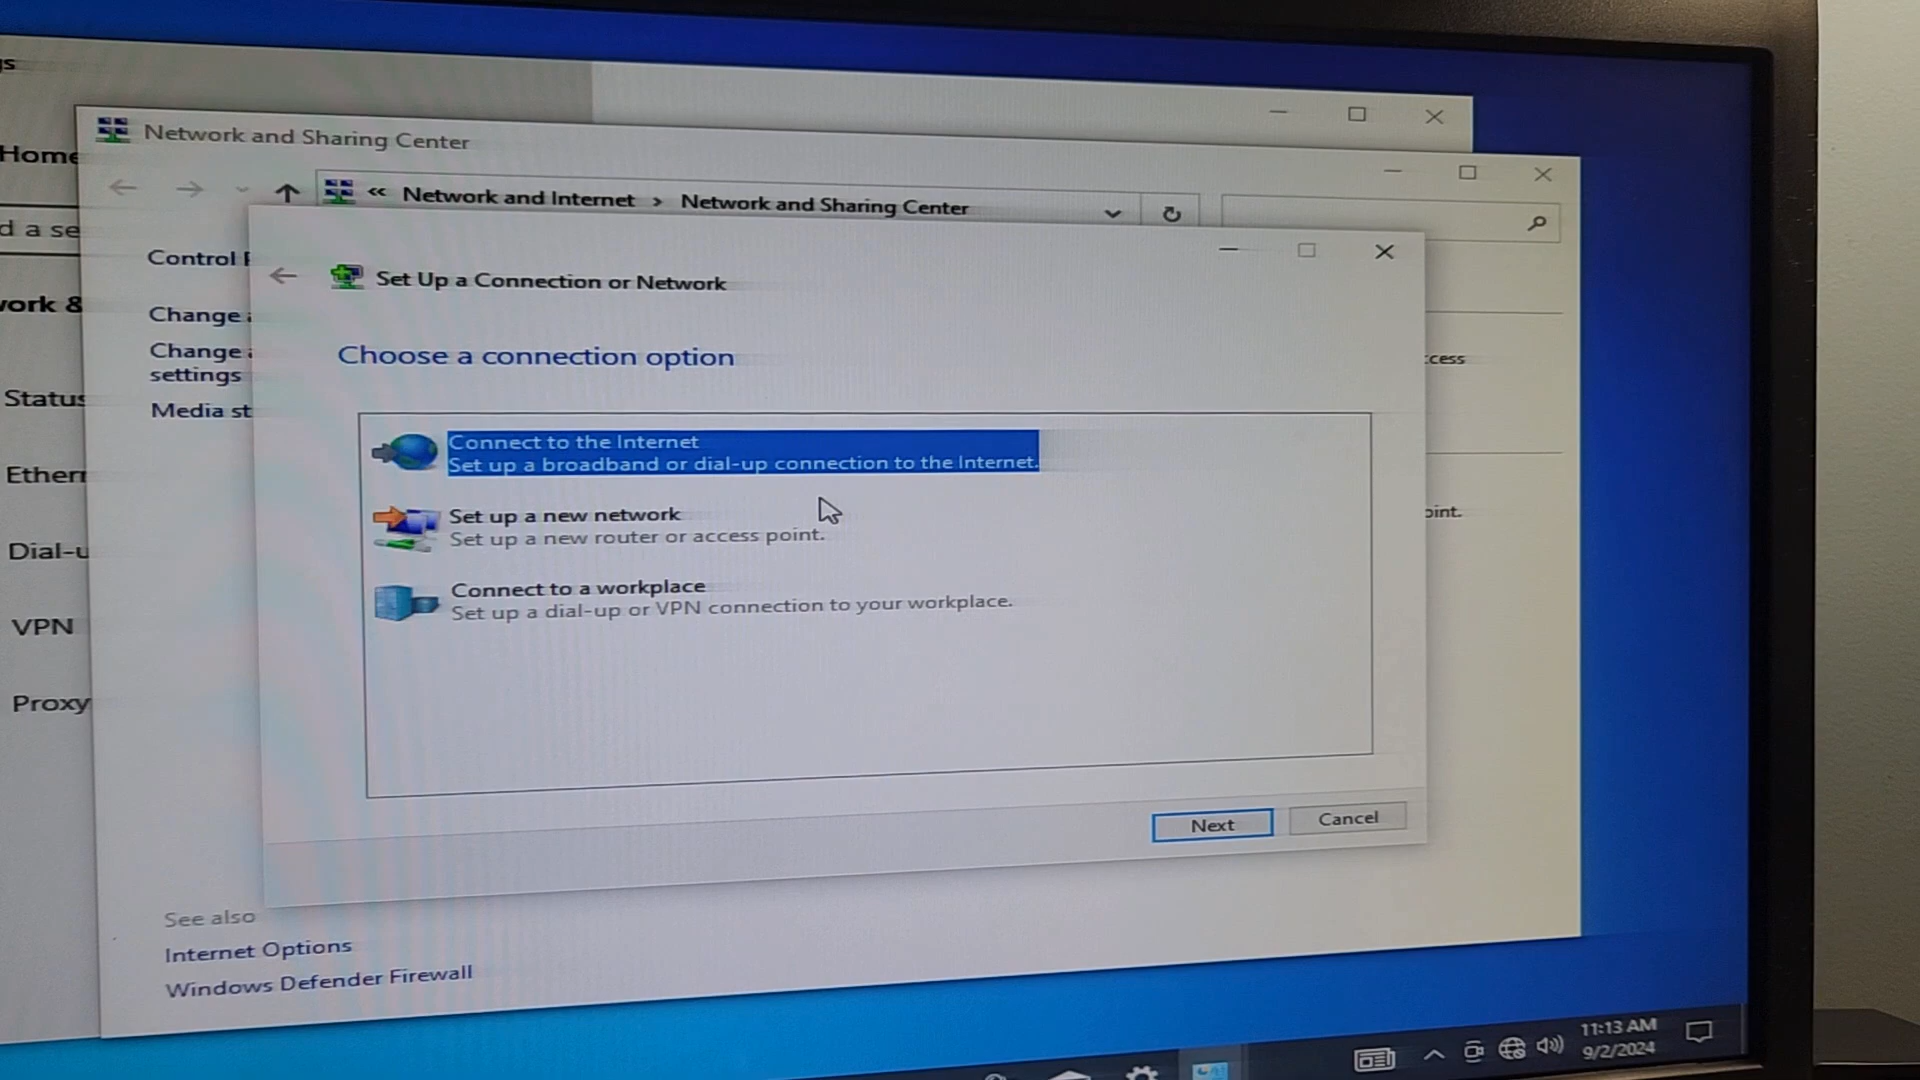 Network and Sharing Center
Home
Network and Internet > Network and Sharing Center
d a se
Control
Set Up a Connection or Network
work &
Change
Choose a connection option
Change
settings
Status
Media st
Connect to the Internet
Set up a broadband or dial-up connection to the Internet.
Set up a new network
Set up a new router or access point.
oint.
Dial-u
Connect to a workplace
Set up a dial-up or VPN connection to your workplace.
VPN
Proxy
Next
Cancel
See also
Internet Options
Windows Defender Firewall
11:13 AM
9/2/2024